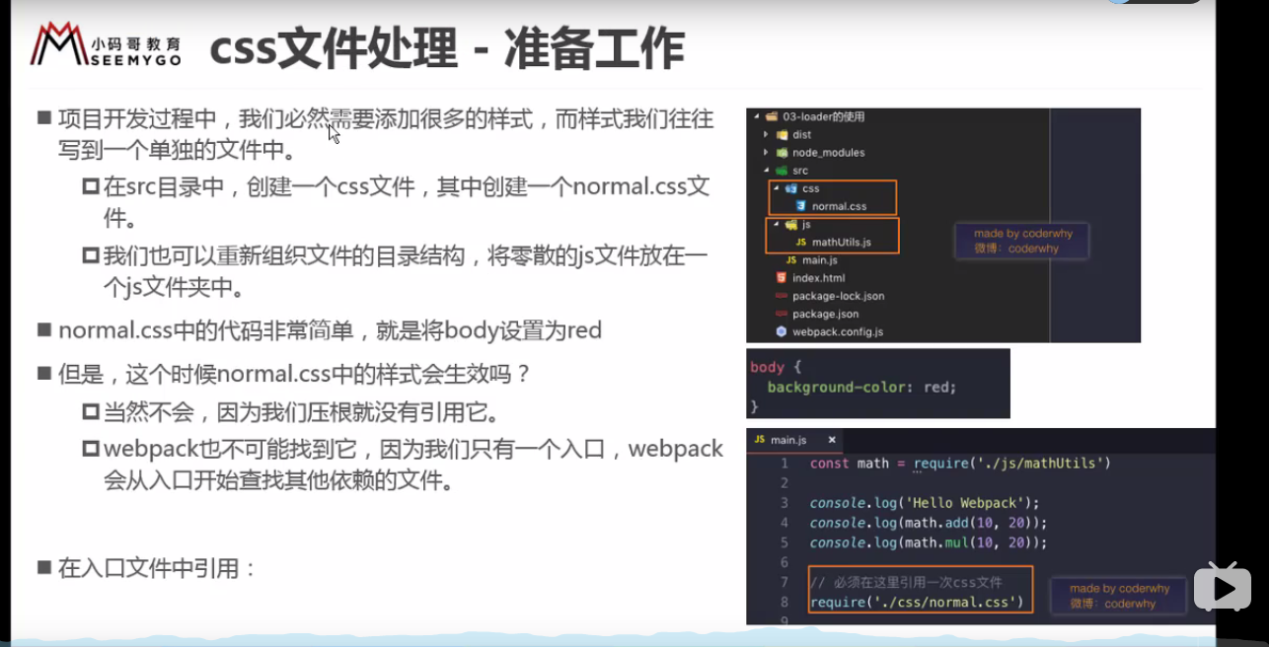 小码哥教育
SEEMYGO
css文件处理 - 准备工作
项目开发过程中，我们必然需要添加很多的样式，而样式我们往往
写到一个单独的文件中。
在src目录中，创建一个css文件，其中创建一个normal.css文
件。
我们也可以重新组织文件的目录结构，将零散的js文件放在一
个js文件夹中。
normal.css中的代码非常简单，就是将body设置为red
但是，这个时候normal.css中的样式会生效吗？
当然不会，因为我们压根就没有引用它。
webpack也不可能找到它，因为我们只有一个入口，webpack
会从入口开始查找其他依赖的文件。
在入口文件中引用：
03-loader的使用
dist
node_modules
src
css
normal.css
js
mathUtils.js
main.js
index.html
package-lock.json
package.json
webpack.config.js
made by coderwhy
微博：coderwhy
body {
background-color: red;
}
JS main.js ×
1 const math = require('./js/mathUtils')
2
3 console.log('Hello Webpack');
4 console.log(math.add(10, 20));
5 console.log(math.mul(10, 20));
6
7 // 必须在这里引用一次css文件
8 require('./css/normal.css')
9
made by coderwhy
微博：coderwhy